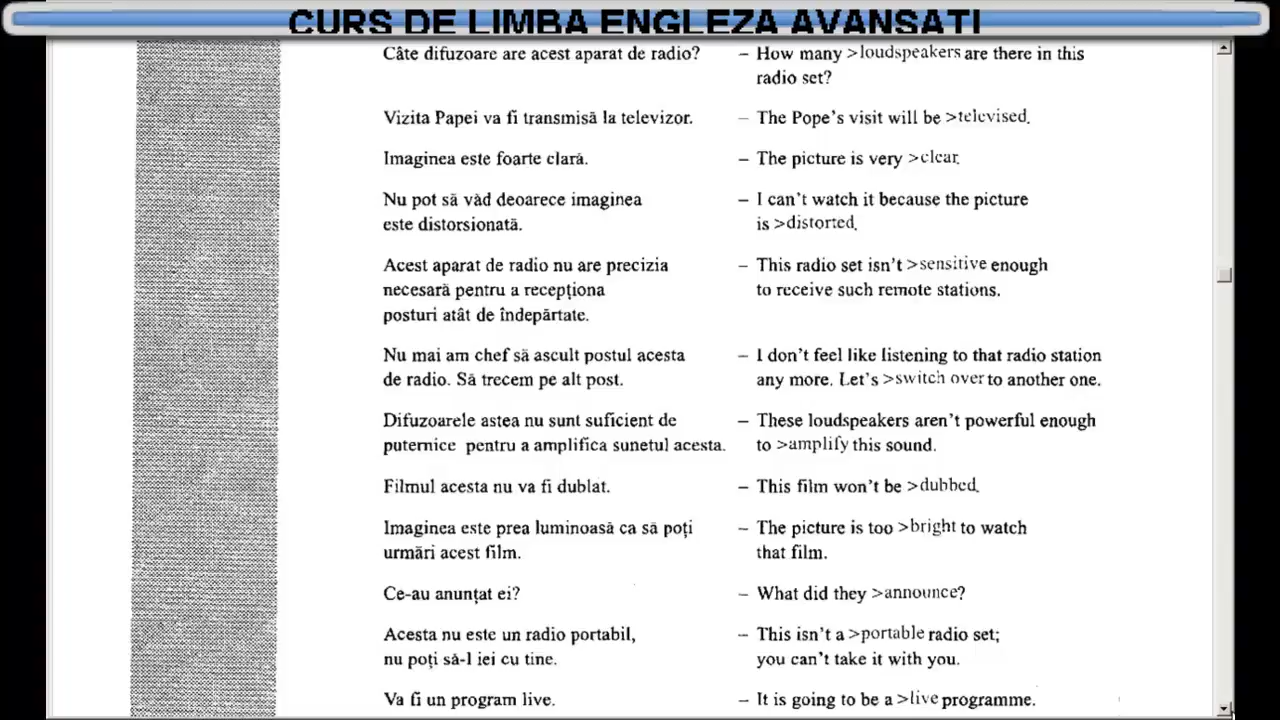 CURS DE LIMBA ENGLEZA AVANSATI
Câte difuzoare are acest aparat de radio?
– How many >loudspeakers are there in this
radio set?
Vizita Papei va fi transmisă la televizor.
– The Pope's visit will be >televised.
Imaginea este foarte clară.
– The picture is very >clear.
Nu pot să văd deoarece imaginea
este distorsionată.
– I can't watch it because the picture
is >distorted.
Acest aparat de radio nu are precizia
necesară pentru a recepţiona
posturi atât de îndepărtate.
– This radio set isn't >sensitive enough
to receive such remote stations.
Nu mai am chef să ascult postul acesta
de radio. Să trecem pe alt post.
– I don't feel like listening to that radio station
any more. Let's >switch over to another one.
Difuzoarele astea nu sunt suficient de
puternice pentru a amplifica sunetul acesta.
– These loudspeakers aren't powerful enough
to >amplify this sound.
Filmul acesta nu va fi dublat.
– This film won't be >dubbed.
Imaginea este prea luminoasă ca să poţi
urmări acest film.
– The picture is too >bright to watch
that film.
Ce-au anunţat ei?
– What did they >announce?
Acesta nu este un radio portabil,
nu poţi să-l iei cu tine.
– This isn't a >portable radio set;
you can't take it with you.
Va fi un program live.
– It is going to be a >live programme.